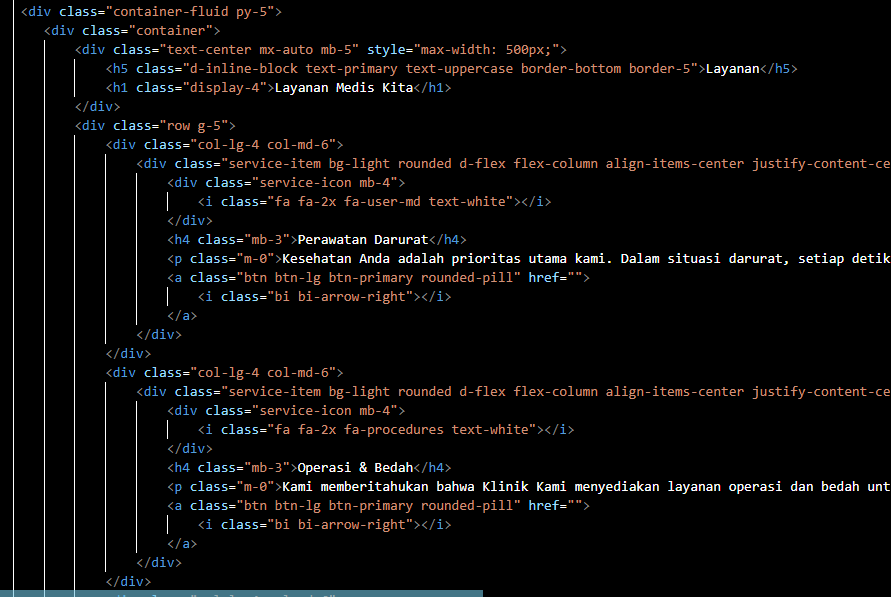 <div class="container-fluid py-5">
<div class="container">
<div class="text-center mx-auto mb-5" style="max-width: 500px;">
<h5 class="d-inline-block text-primary text-uppercase border-bottom border-5">Layanan</h5>
<h1 class="display-4">Layanan Medis Kita</h1>
</div>
<div class="row g-5">
<div class="col-lg-4 col-md-6">
<div class="service-item bg-light rounded d-flex flex-column align-items-center justify-content-ce
<div class="service-icon mb-4">
<i class="fa fa-2x fa-user-md text-white"></i>
</div>
<h4 class="mb-3">Perawatan Darurat</h4>
<p class="m-0">Kesehatan Anda adalah prioritas utama kami. Dalam situasi darurat, setiap detik
<a class="btn btn-lg btn-primary rounded-pill" href="">
<i class="bi bi-arrow-right"></i>
</a>
</div>
</div>
<div class="col-lg-4 col-md-6">
<div class="service-item bg-light rounded d-flex flex-column align-items-center justify-content-ce
<div class="service-icon mb-4">
<i class="fa fa-2x fa-procedures text-white"></i>
</div>
<h4 class="mb-3">Operasi & Bedah</h4>
<p class="m-0">Kami memberitahukan bahwa Klinik Kami menyediakan layanan operasi dan bedah unt
<a class="btn btn-lg btn-primary rounded-pill" href="">
<i class="bi bi-arrow-right"></i>
</a>
</div>
</div>